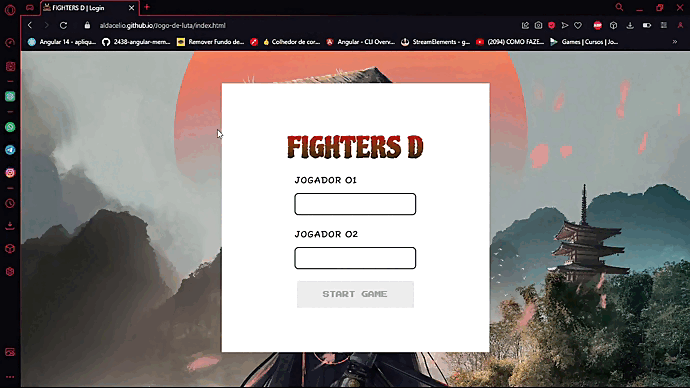 FIGHTERS D | Login
aldacelio.github.io/Jogo-de-luta/index.html
Angular 14 - apliqu...
2438-angular-mem...
Remover Fundo de...
Colhedor de cor...
Angular - CLI Overv...
StreamElements - g...
(2094) COMO FAZE...
Games | Cursos | Jo...
FIGHTERS D
JOGADOR 01
JOGADOR 02
START GAME